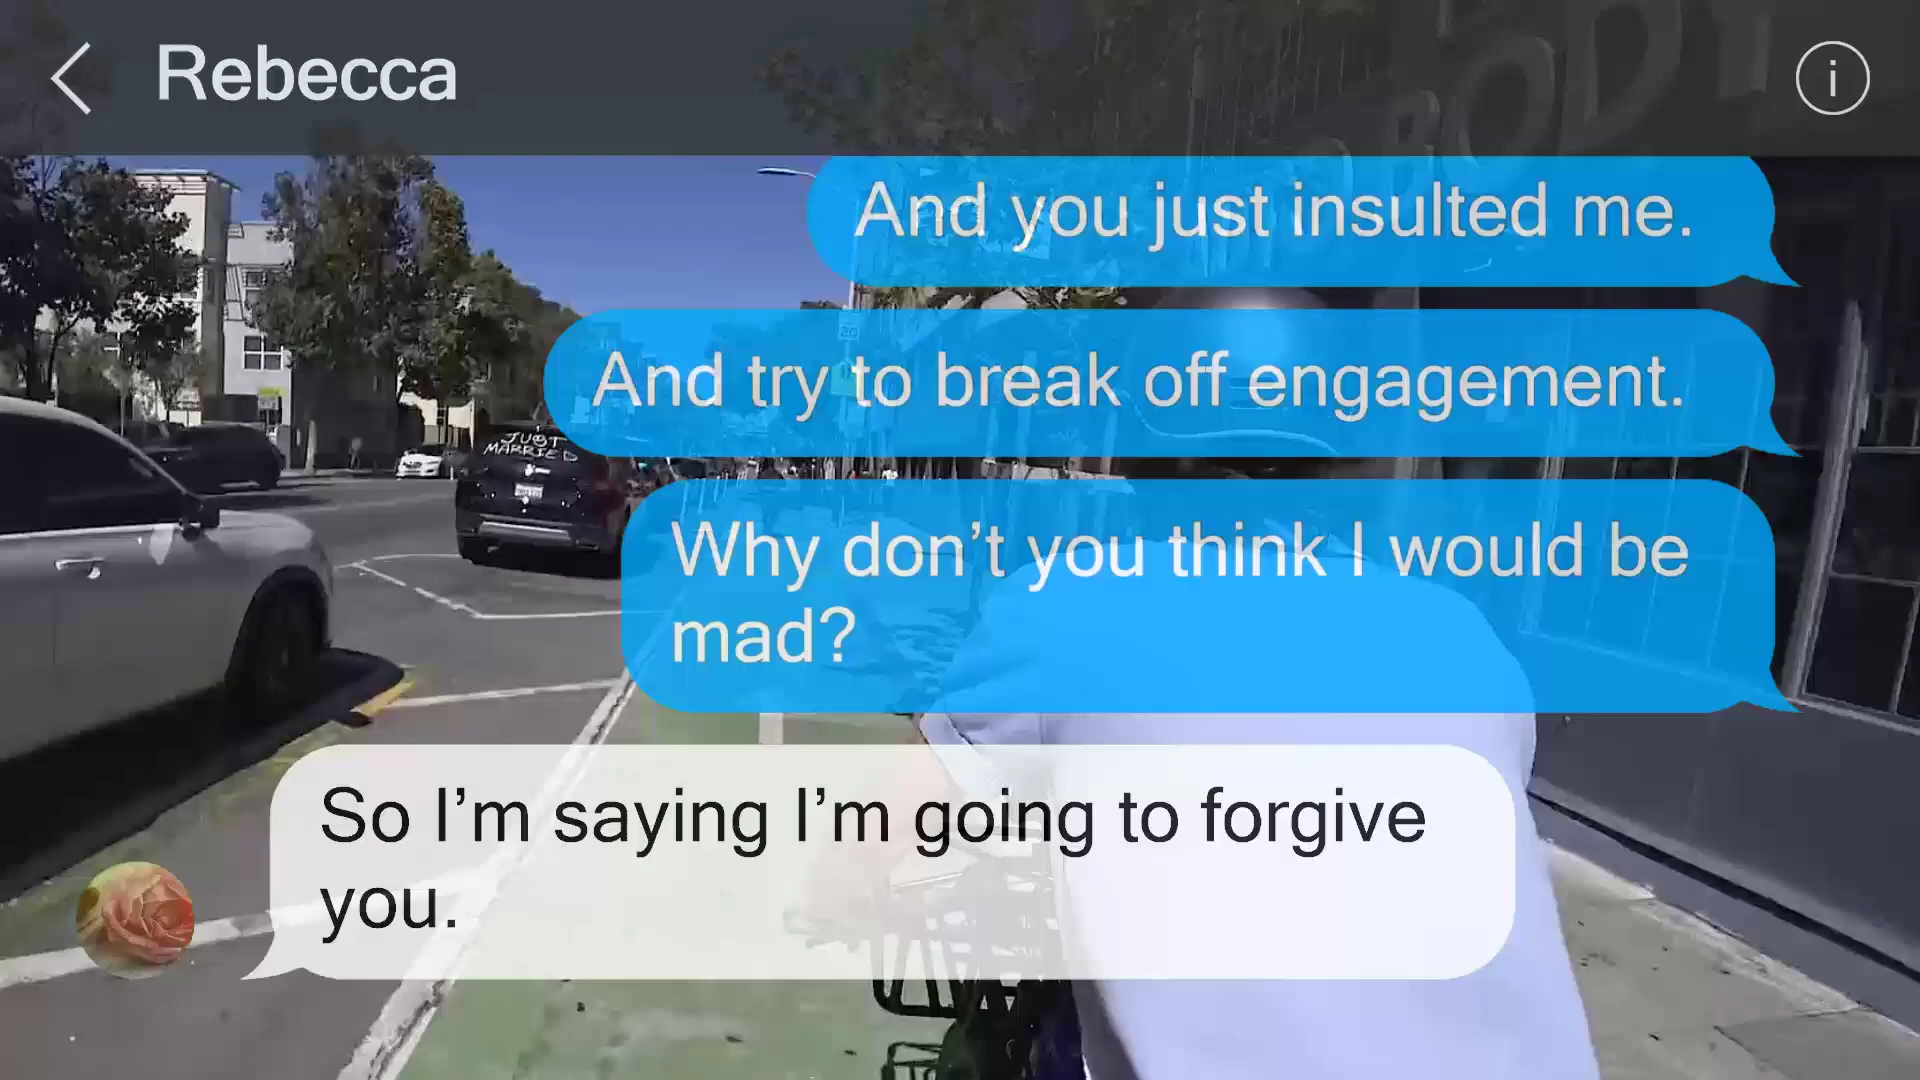 Rebecca
i
ODY
And you just insulted me.
And try to break off engagement.
Why don’t you think I would be
mad?
JUST
MARRIED
So I’m saying I’m going to forgive
you.